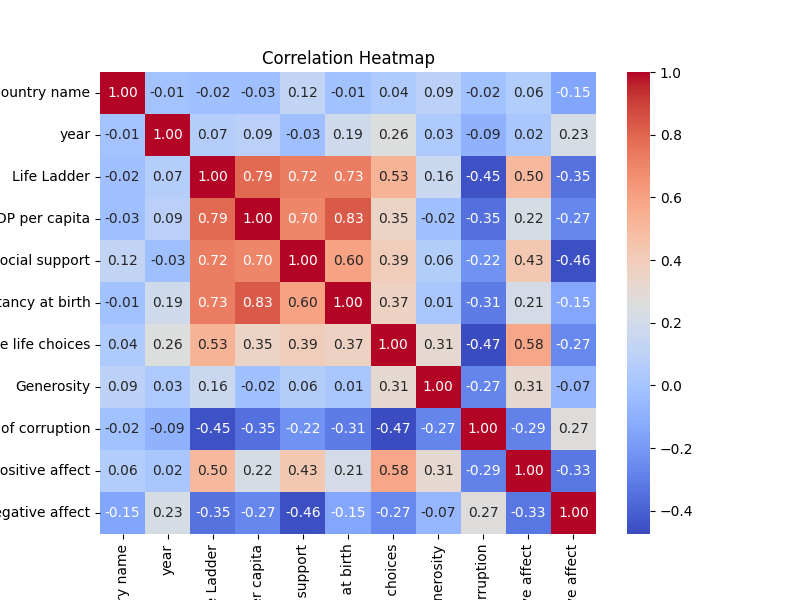 Correlation Heatmap
ountry name 1.00 -0.01 -0.02 -0.03 0.12 -0.01 0.04 0.09 -0.02 0.06 -0.15
year -0.01 1.00 0.07 0.09 -0.03 0.19 0.26 0.03 -0.09 0.02 0.23
Life Ladder -0.02 0.07 1.00 0.79 0.72 0.73 0.53 0.16 -0.45 0.50 -0.35
DP per capita -0.03 0.09 0.79 1.00 0.70 0.83 0.35 -0.02 -0.35 0.22 -0.27
ocial support 0.12 -0.03 0.72 0.70 1.00 0.60 0.39 0.06 -0.22 0.43 -0.46
tancy at birth -0.01 0.19 0.73 0.83 0.60 1.00 0.37 0.01 -0.31 0.21 -0.15
e life choices 0.04 0.26 0.53 0.35 0.39 0.37 1.00 0.31 -0.47 0.58 -0.27
Generosity 0.09 0.03 0.16 -0.02 0.06 0.01 0.31 1.00 -0.27 0.31 -0.07
of corruption -0.02 -0.09 -0.45 -0.35 -0.22 -0.31 -0.47 -0.27 1.00 -0.29 0.27
ositive affect 0.06 0.02 0.50 0.22 0.43 0.21 0.58 0.31 -0.29 1.00 -0.33
egative affect -0.15 0.23 -0.35 -0.27 -0.46 -0.15 -0.27 -0.07 0.27 -0.33 1.00
ry name
year
e Ladder
er capita
support
at birth
choices
nerosity
rruption
ve affect
ve affect
1.0
0.8
0.6
0.4
0.2
0.0
−0.2
−0.4